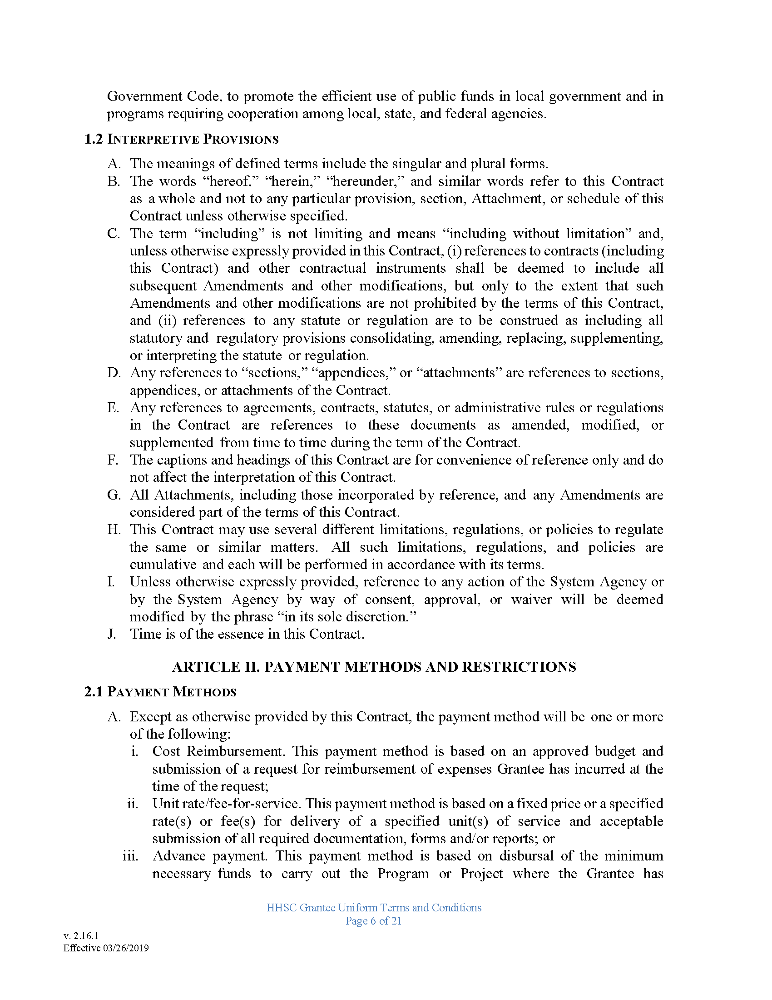 Government Code, to promote the efficient use of public funds in local government and in
programs requiring cooperation among local, state, and federal agencies.
1.2 INTERPRETIVE PROVISIONS
A. The meanings of defined terms include the singular and plural forms.
B. The words “hereof,” “herein,” “hereunder,” and similar words refer to this Contract
as a whole and not to any particular provision, section, Attachment, or schedule of this
Contract unless otherwise specified.
C. The term “including” is not limiting and means “including without limitation” and,
unless otherwise expressly provided in this Contract, (i) references to contracts (including
this Contract) and other contractual instruments shall be deemed to include all
subsequent Amendments and other modifications, but only to the extent that such
Amendments and other modifications are not prohibited by the terms of this Contract,
and (ii) references to any statute or regulation are to be construed as including all
statutory and regulatory provisions consolidating, amending, replacing, supplementing,
or interpreting the statute or regulation.
D. Any references to “sections,” “appendices,” or “attachments” are references to sections,
appendices, or attachments of the Contract.
E. Any references to agreements, contracts, statutes, or administrative rules or regulations
in the Contract are references to these documents as amended, modified, or
supplemented from time to time during the term of the Contract.
F. The captions and headings of this Contract are for convenience of reference only and do
not affect the interpretation of this Contract.
G. All Attachments, including those incorporated by reference, and any Amendments are
considered part of the terms of this Contract.
H. This Contract may use several different limitations, regulations, or policies to regulate
the same or similar matters. All such limitations, regulations, and policies are
cumulative and each will be performed in accordance with its terms.
I. Unless otherwise expressly provided, reference to any action of the System Agency or
by the System Agency by way of consent, approval, or waiver will be deemed
modified by the phrase “in its sole discretion.”
J. Time is of the essence in this Contract.
ARTICLE II. PAYMENT METHODS AND RESTRICTIONS
2.1 PAYMENT METHODS
A. Except as otherwise provided by this Contract, the payment method will be one or more
of the following:
i. Cost Reimbursement. This payment method is based on an approved budget and
submission of a request for reimbursement of expenses Grantee has incurred at the
time of the request;
ii. Unit rate/fee-for-service. This payment method is based on a fixed price or a specified
rate(s) or fee(s) for delivery of a specified unit(s) of service and acceptable
submission of all required documentation, forms and/or reports; or
iii. Advance payment. This payment method is based on disbursal of the minimum
necessary funds to carry out the Program or Project where the Grantee has
HHSC Grantee Uniform Terms and Conditions
Page 6 of 21
v. 2.16.1
Effective 03/26/2019